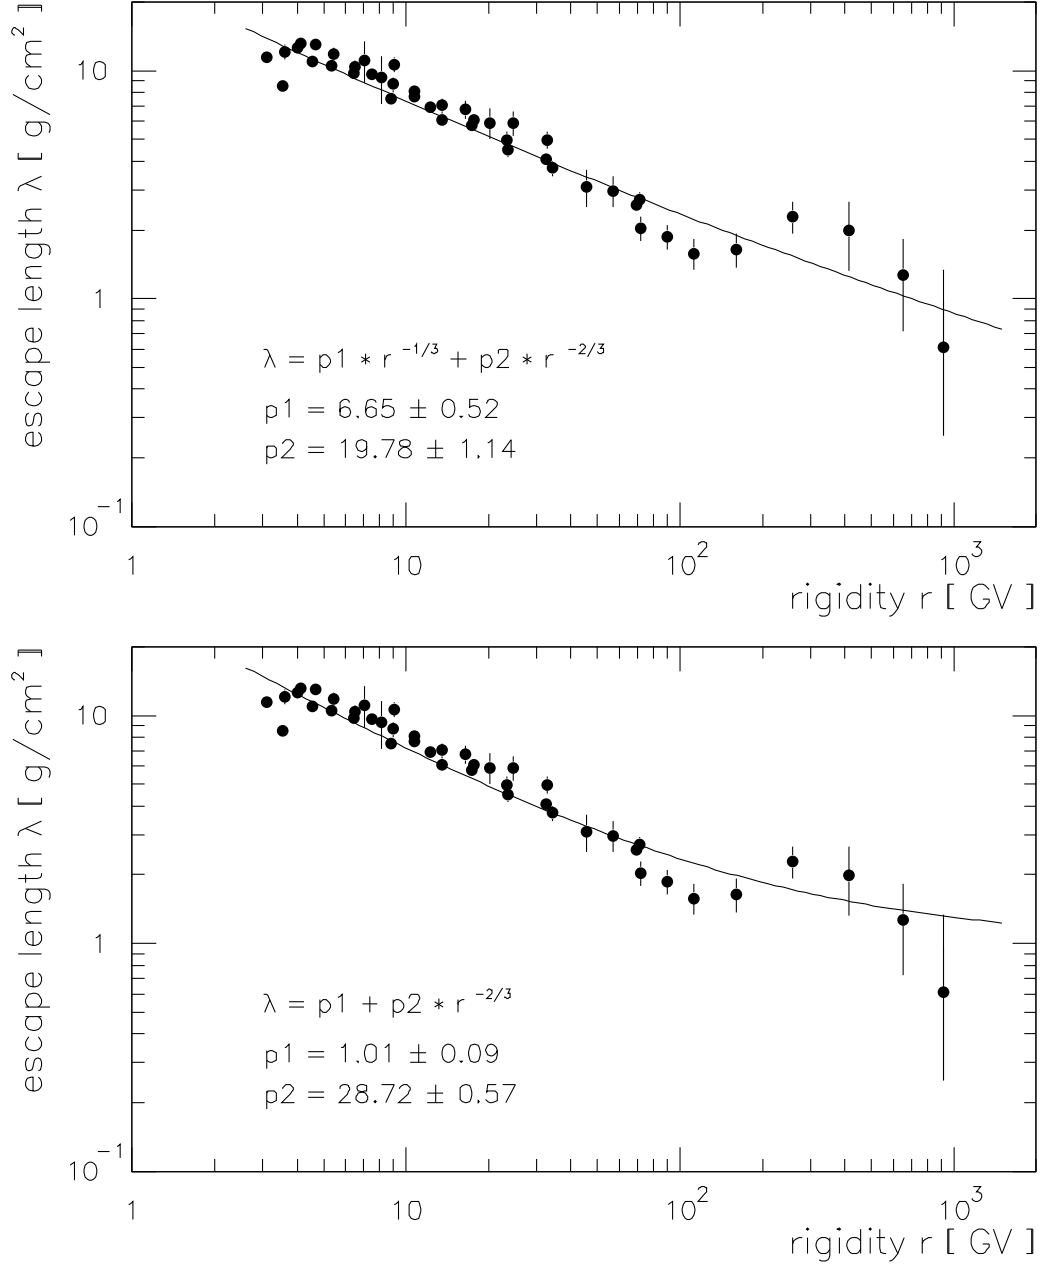 escape length λ [ g/cm² ]
10
1
10⁻¹
λ = p1 * r ⁻¹/³ + p2 * r ⁻²/³
p1 = 6.65 ± 0.52
p2 = 19.78 ± 1.14
1 10 10² 10³
rigidity r [ GV ]
escape length λ [ g/cm² ]
10
1
10⁻¹
λ = p1 + p2 * r ⁻²/³
p1 = 1.01 ± 0.09
p2 = 28.72 ± 0.57
1 10 10² 10³
rigidity r [ GV ]